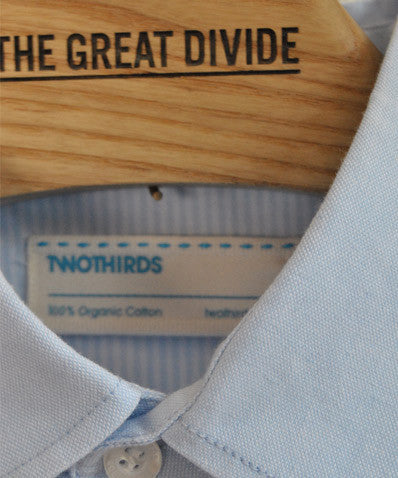 THE GREAT DIVIDE
TWOTHIRDS
100% Organic Cotton